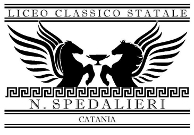 LICEO CLASSICO STATALE
N. SPEDALIERI
CATANIA